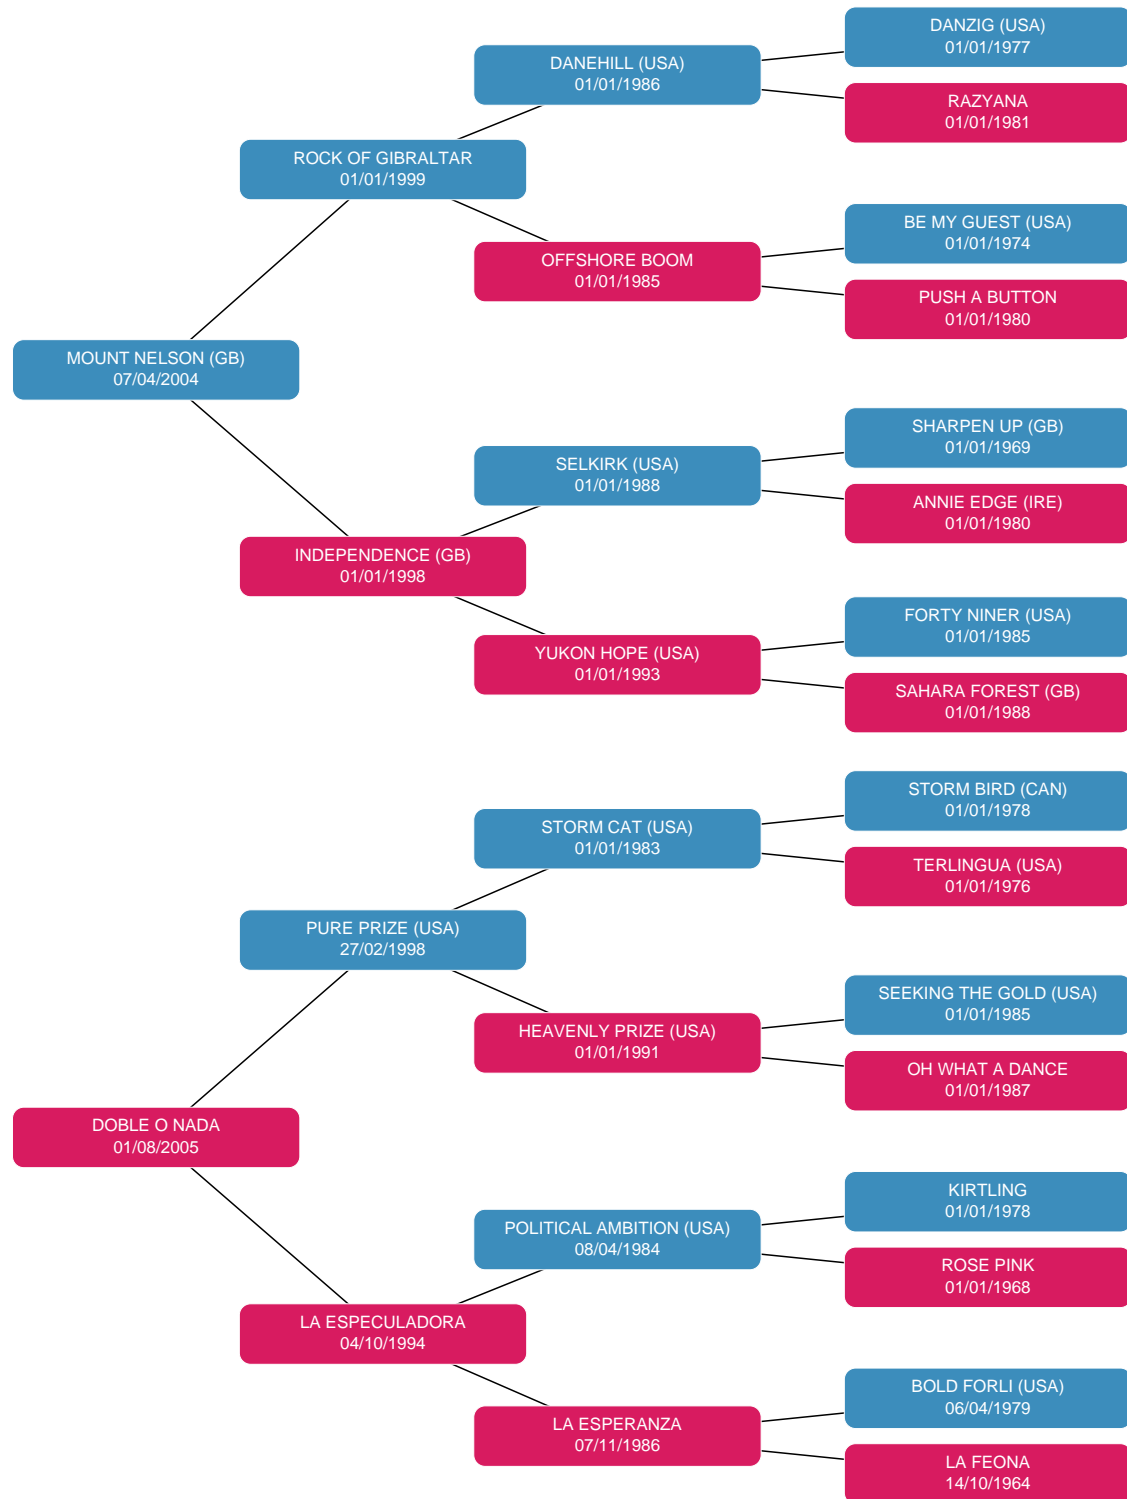 DANZIG (USA)
01/01/1977
DANEHILL (USA)
01/01/1986
RAZYANA
01/01/1981
ROCK OF GIBRALTAR
01/01/1999
BE MY GUEST (USA)
01/01/1974
OFFSHORE BOOM
01/01/1985
PUSH A BUTTON
01/01/1980
MOUNT NELSON (GB)
07/04/2004
SHARPEN UP (GB)
01/01/1969
SELKIRK (USA)
01/01/1988
ANNIE EDGE (IRE)
01/01/1980
INDEPENDENCE (GB)
01/01/1998
FORTY NINER (USA)
01/01/1985
YUKON HOPE (USA)
01/01/1993
SAHARA FOREST (GB)
01/01/1988
STORM BIRD (CAN)
01/01/1978
STORM CAT (USA)
01/01/1983
TERLINGUA (USA)
01/01/1976
PURE PRIZE (USA)
27/02/1998
SEEKING THE GOLD (USA)
01/01/1985
HEAVENLY PRIZE (USA)
01/01/1991
OH WHAT A DANCE
01/01/1987
DOBLE O NADA
01/08/2005
KIRTLING
01/01/1978
POLITICAL AMBITION (USA)
08/04/1984
ROSE PINK
01/01/1968
LA ESPECULADORA
04/10/1994
BOLD FORLI (USA)
06/04/1979
LA ESPERANZA
07/11/1986
LA FEONA
14/10/1964